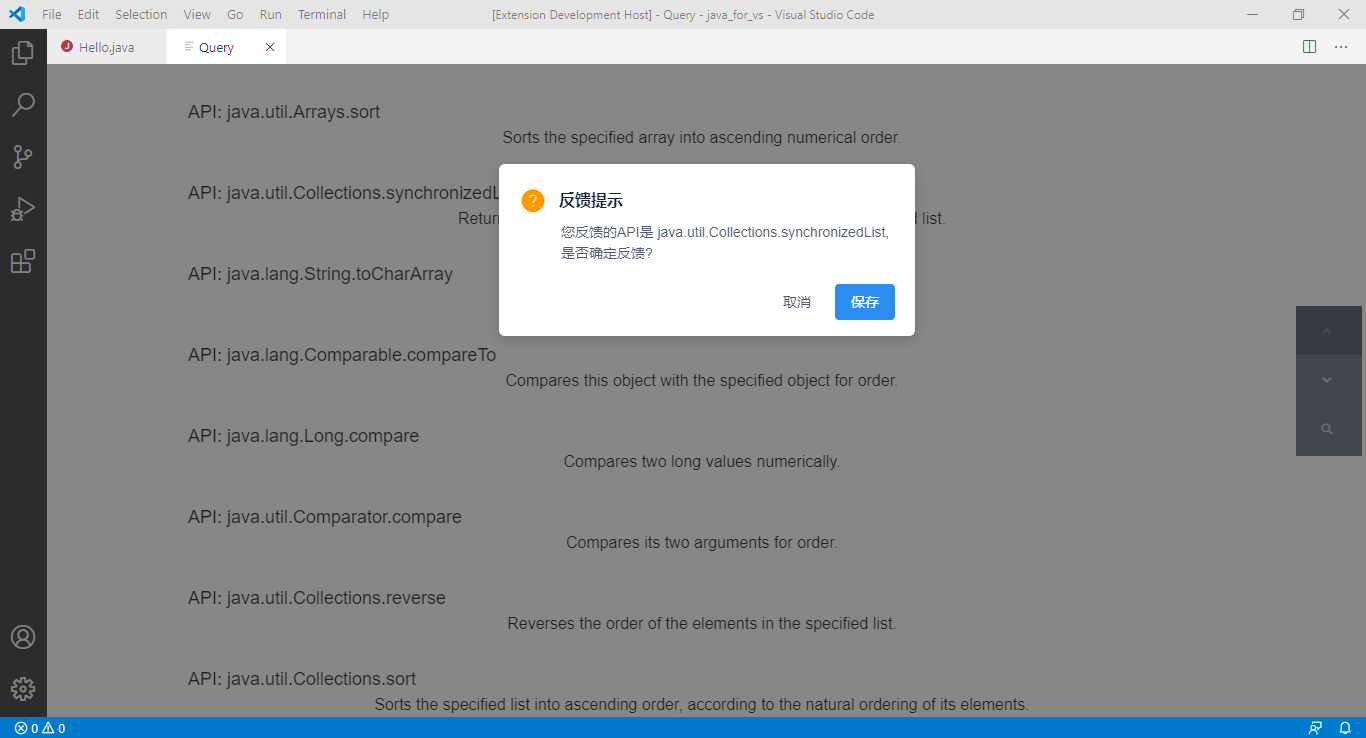 File Edit Selection View Go Run Terminal Help [Extension Development Host] - Query - java_for_vs - Visual Studio Code
J Hello.java Query
API: java.util.Arrays.sort
Sorts the specified array into ascending numerical order.
API: java.util.Collections.synchronizedL
Return list.
反馈提示
您反馈的API是 java.util.Collections.synchronizedList,
是否确定反馈?
取消 保存
API: java.lang.String.toCharArray
API: java.lang.Comparable.compareTo
Compares this object with the specified object for order.
API: java.lang.Long.compare
Compares two long values numerically.
API: java.util.Comparator.compare
Compares its two arguments for order.
API: java.util.Collections.reverse
Reverses the order of the elements in the specified list.
API: java.util.Collections.sort
Sorts the specified list into ascending order, according to the natural ordering of its elements.
0 0